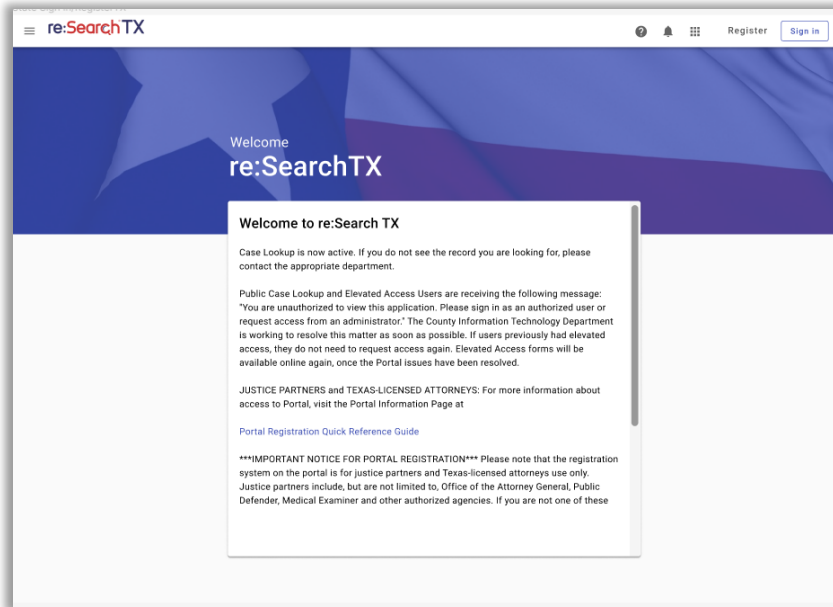 re:SearchTX
Register
Sign in
Welcome
re:SearchTX
Welcome to re:Search TX
Case Lookup is now active. If you do not see the record you are looking for, please
contact the appropriate department.
Public Case Lookup and Elevated Access Users are receiving the following message:
"You are unauthorized to view this application. Please sign in as an authorized user or
request access from an administrator." The County Information Technology Department
is working to resolve this matter as soon as possible. If users previously had elevated
access, they do not need to request access again. Elevated Access forms will be
available online again, once the Portal issues have been resolved.
JUSTICE PARTNERS and TEXAS-LICENSED ATTORNEYS: For more information about
access to Portal, visit the Portal Information Page at
Portal Registration Quick Reference Guide
***IMPORTANT NOTICE FOR PORTAL REGISTRATION*** Please note that the registration
system on the portal is for justice partners and Texas-licensed attorneys use only.
Justice partners include, but are not limited to, Office of the Attorney General, Public
Defender, Medical Examiner and other authorized agencies. If you are not one of these